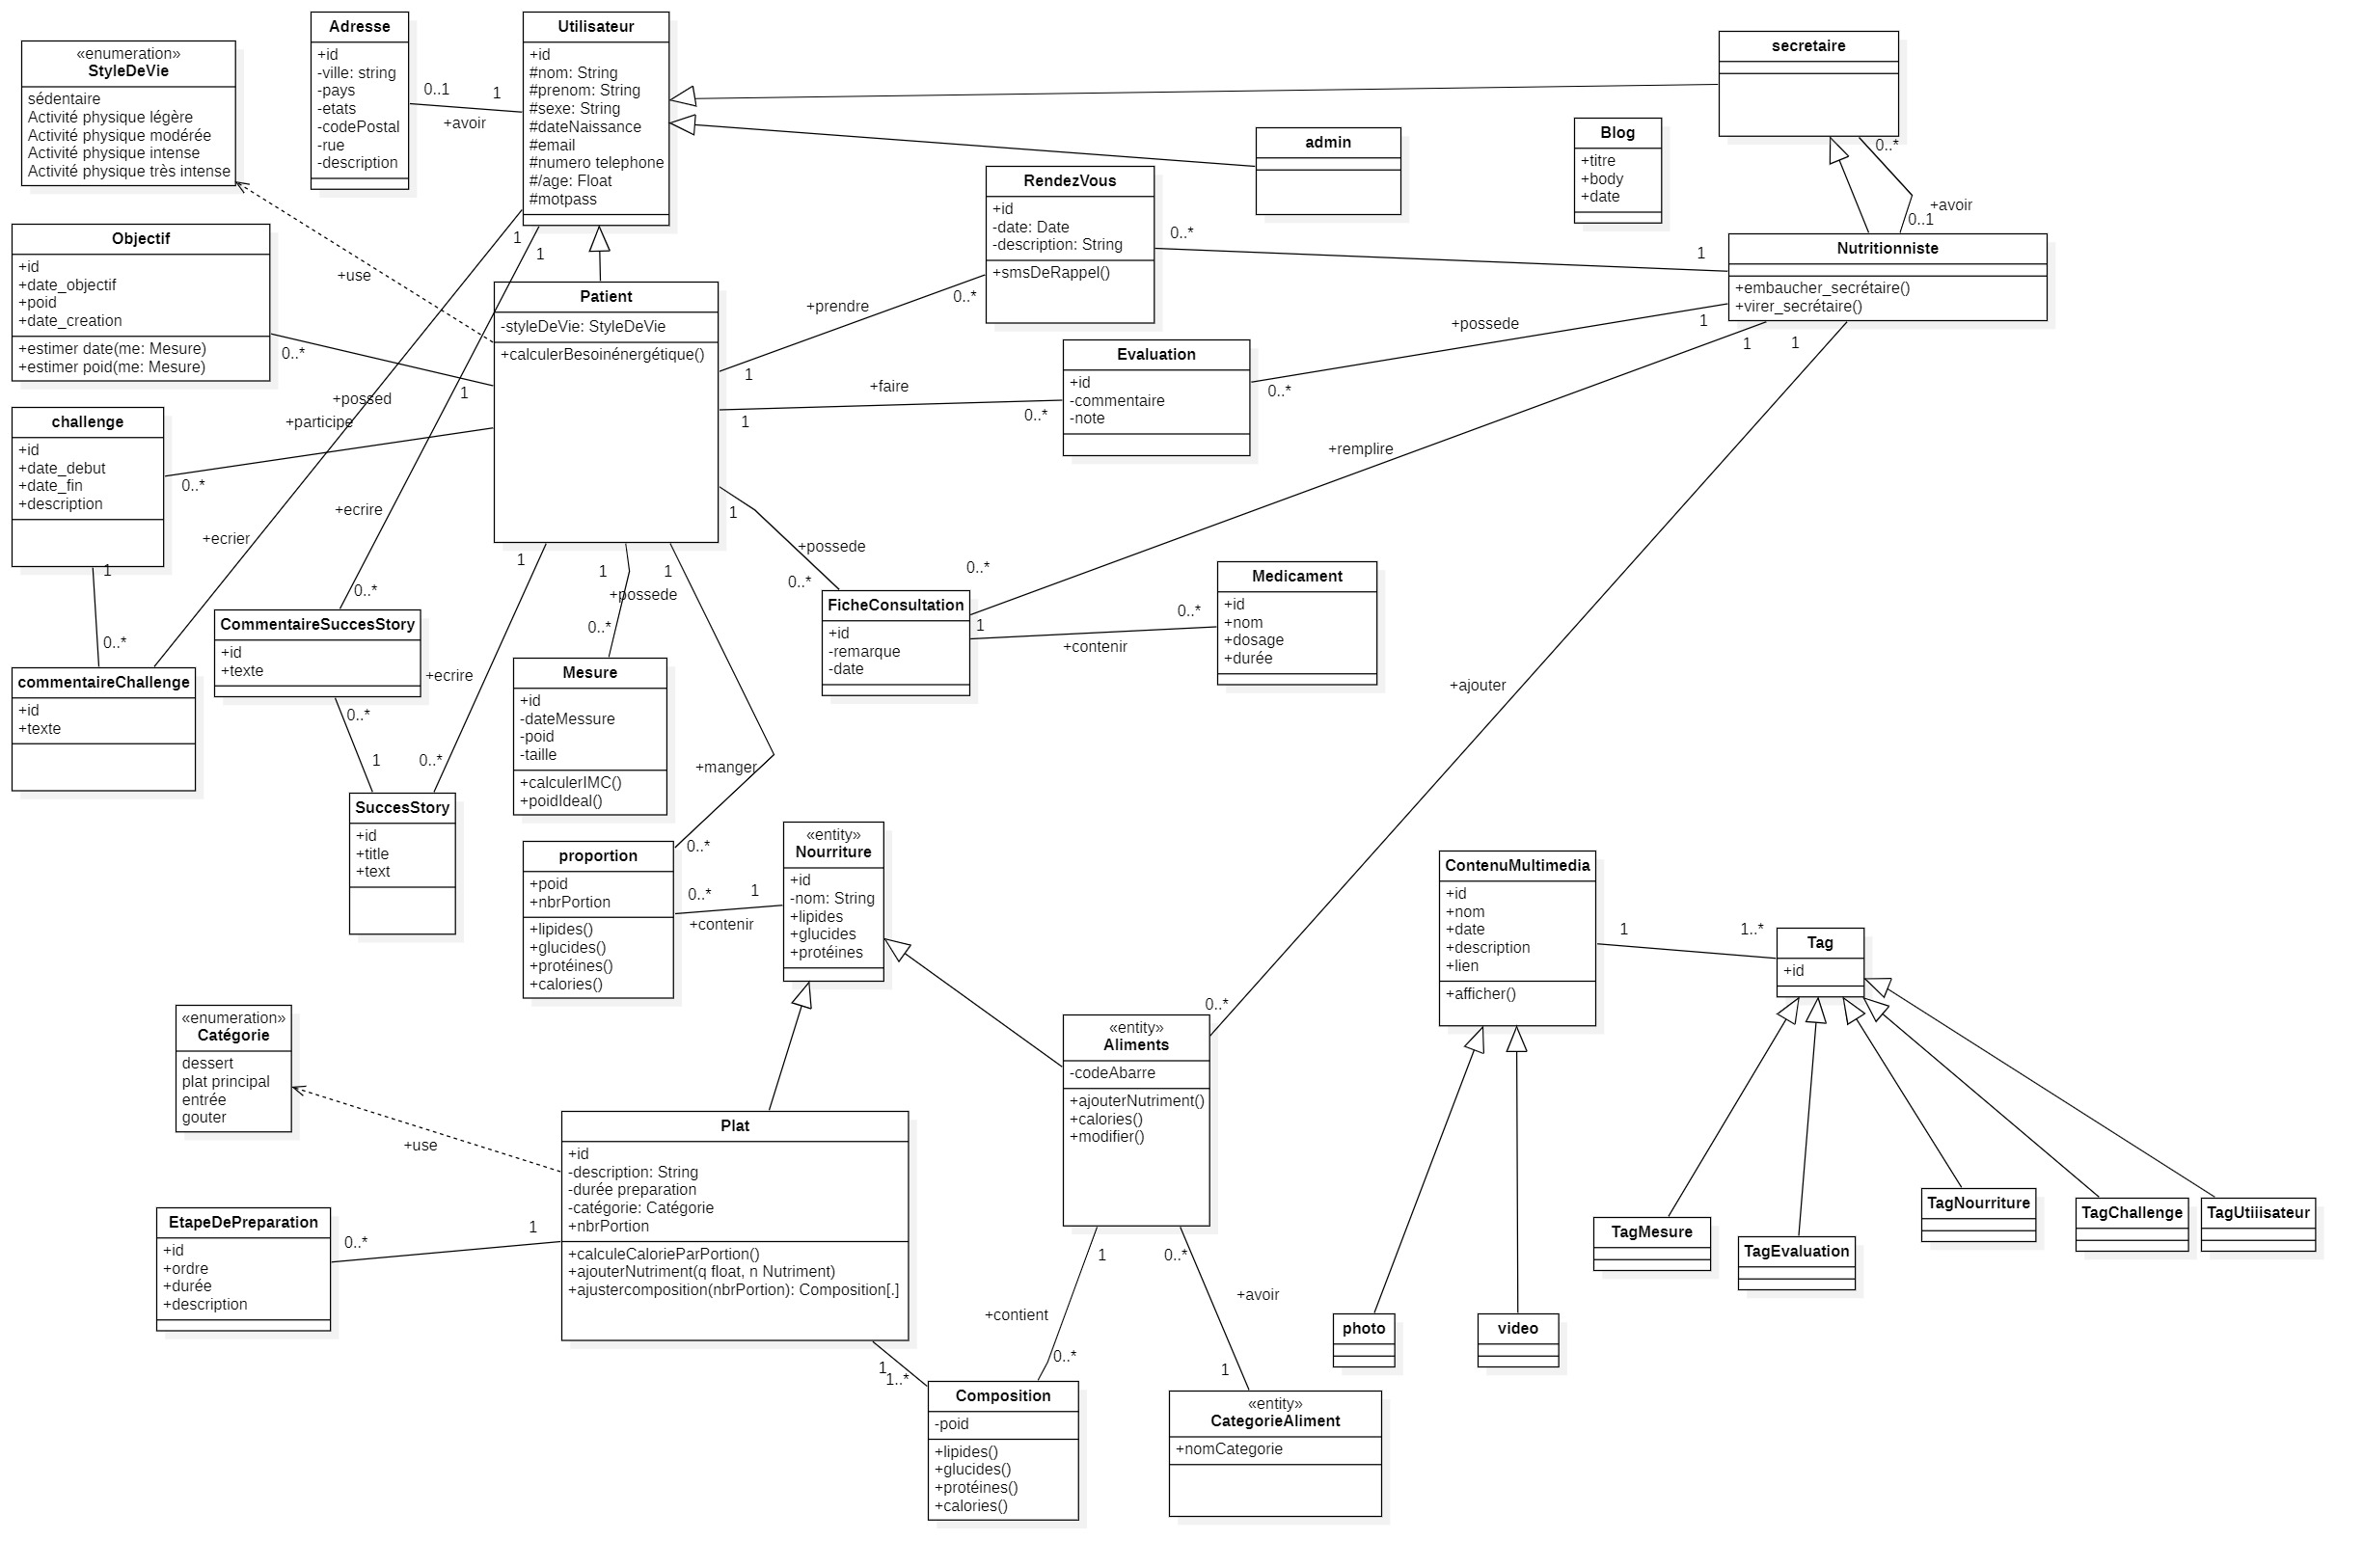 «enumeration»
StyleDeVie
sédentaire
Activité physique légère
Activité physique modérée
Activité physique intense
Activité physique très intense
Adresse
+id
-ville: string
-pays
-etats
-codePostal
-rue
-description
0..1
1
+avoir
Utilisateur
+id
#nom: String
#prenom: String
#sexe: String
#dateNaissance
#email
#numero telephone
#/age: Float
#motpass
secretaire
admin
Blog
+titre
+body
+date
0..*
+avoir
0..1
RendezVous
+id
-date: Date
-description: String
+smsDeRappel()
0..*
1
Nutritionniste
+embaucher_secrétaire()
+virer_secrétaire()
Objectif
+id
+date_objectif
+poid
+date_creation
+estimer date(me: Mesure)
+estimer poid(me: Mesure)
+use
1
1
Patient
-styleDeVie: StyleDeVie
+calculerBesoinénergétique()
+prendre
0..*
1
+possede
1
0..*
Evaluation
+id
-commentaire
-note
+faire
1
0..*
1
1
0..*
+possed
1
+participe
challenge
+id
+date_debut
+date_fin
+description
0..*
+remplire
+ecrire
+ecrier
1
+possede
0..*
0..*
1
0..*
1
0..*
CommentaireSuccesStory
+id
+texte
commentaireChallenge
+id
+texte
0..*
1
+ecrire
1
0..*
1
+possede
0..*
1
Mesure
+id
-dateMessure
-poid
-taille
+calculerIMC()
+poidIdeal()
FicheConsultation
+id
-remarque
-date
1
+contenir
0..*
Medicament
+id
+nom
+dosage
+durée
+ajouter
+manger
SuccesStory
+id
+title
+text
0..*
proportion
+poid
+nbrPortion
+lipides()
+glucides()
+protéines()
+calories()
0..*
1
+contenir
«entity»
Nourriture
+id
-nom: String
+lipides
+glucides
+protéines
ContenuMultimedia
+id
+nom
+date
+description
+lien
+afficher()
1
1..*
Tag
+id
«enumeration»
Catégorie
dessert
plat principal
entrée
gouter
+use
0..*
«entity»
Aliments
-codeAbarre
+ajouterNutriment()
+calories()
+modifier()
Plat
+id
-description: String
-durée preparation
-catégorie: Catégorie
+nbrPortion
+calculeCalorieParPortion()
+ajouterNutriment(q float, n Nutriment)
+ajustercomposition(nbrPortion): Composition[.]
EtapeDePreparation
+id
+ordre
+durée
+description
0..*
1
TagMesure
TagEvaluation
TagNourriture
TagChallenge
TagUtiiisateur
1
+contient
0..*
0..*
+avoir
1
photo
video
1
1..*
Composition
-poid
+lipides()
+glucides()
+protéines()
+calories()
«entity»
CategorieAliment
+nomCategorie